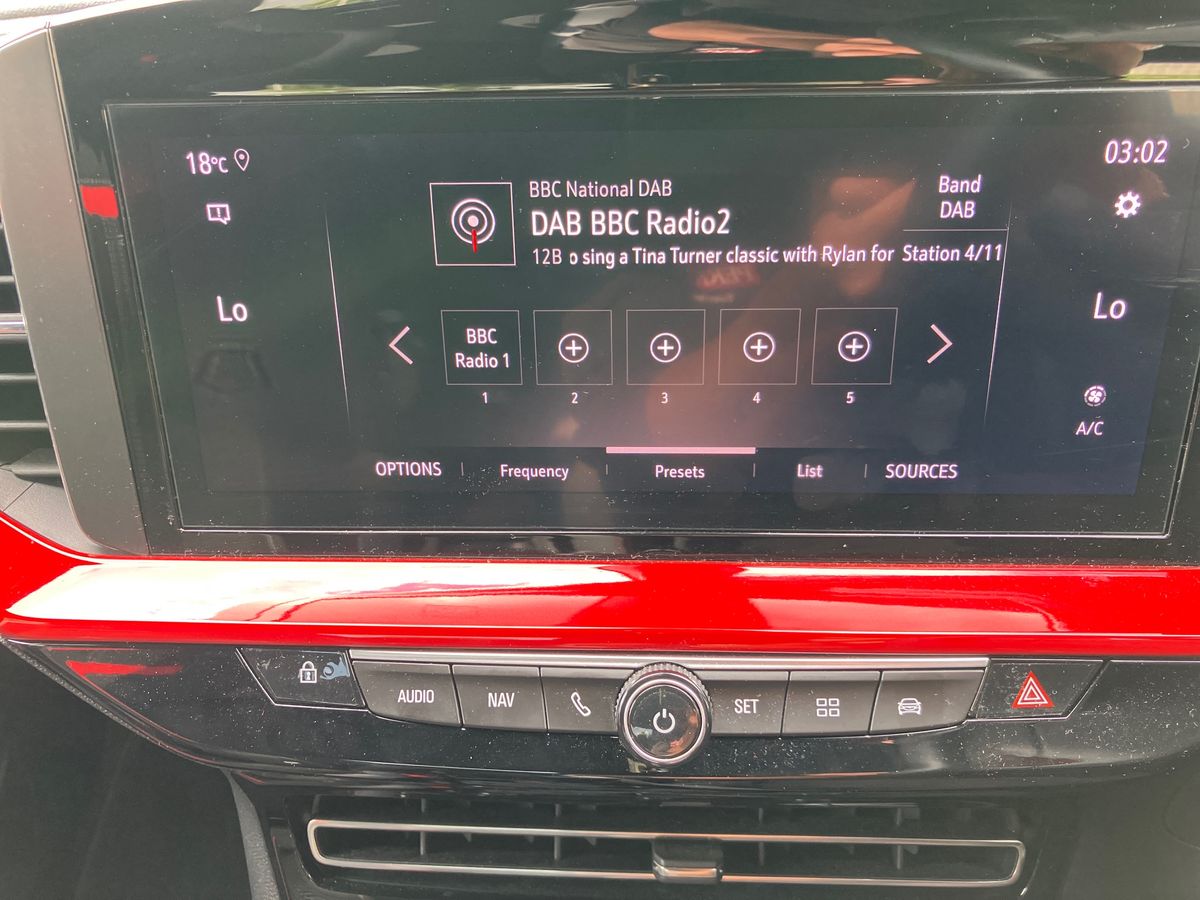 18°C
03:02
BBC National DAB
DAB BBC Radio2
12B o sing a Tina Turner classic with Rylan for Station 4/11
Band
DAB
Lo
Lo
BBC
Radio 1
1
2
3
4
5
A/C
OPTIONS
Frequency
Presets
List
SOURCES
AUDIO
NAV
SET